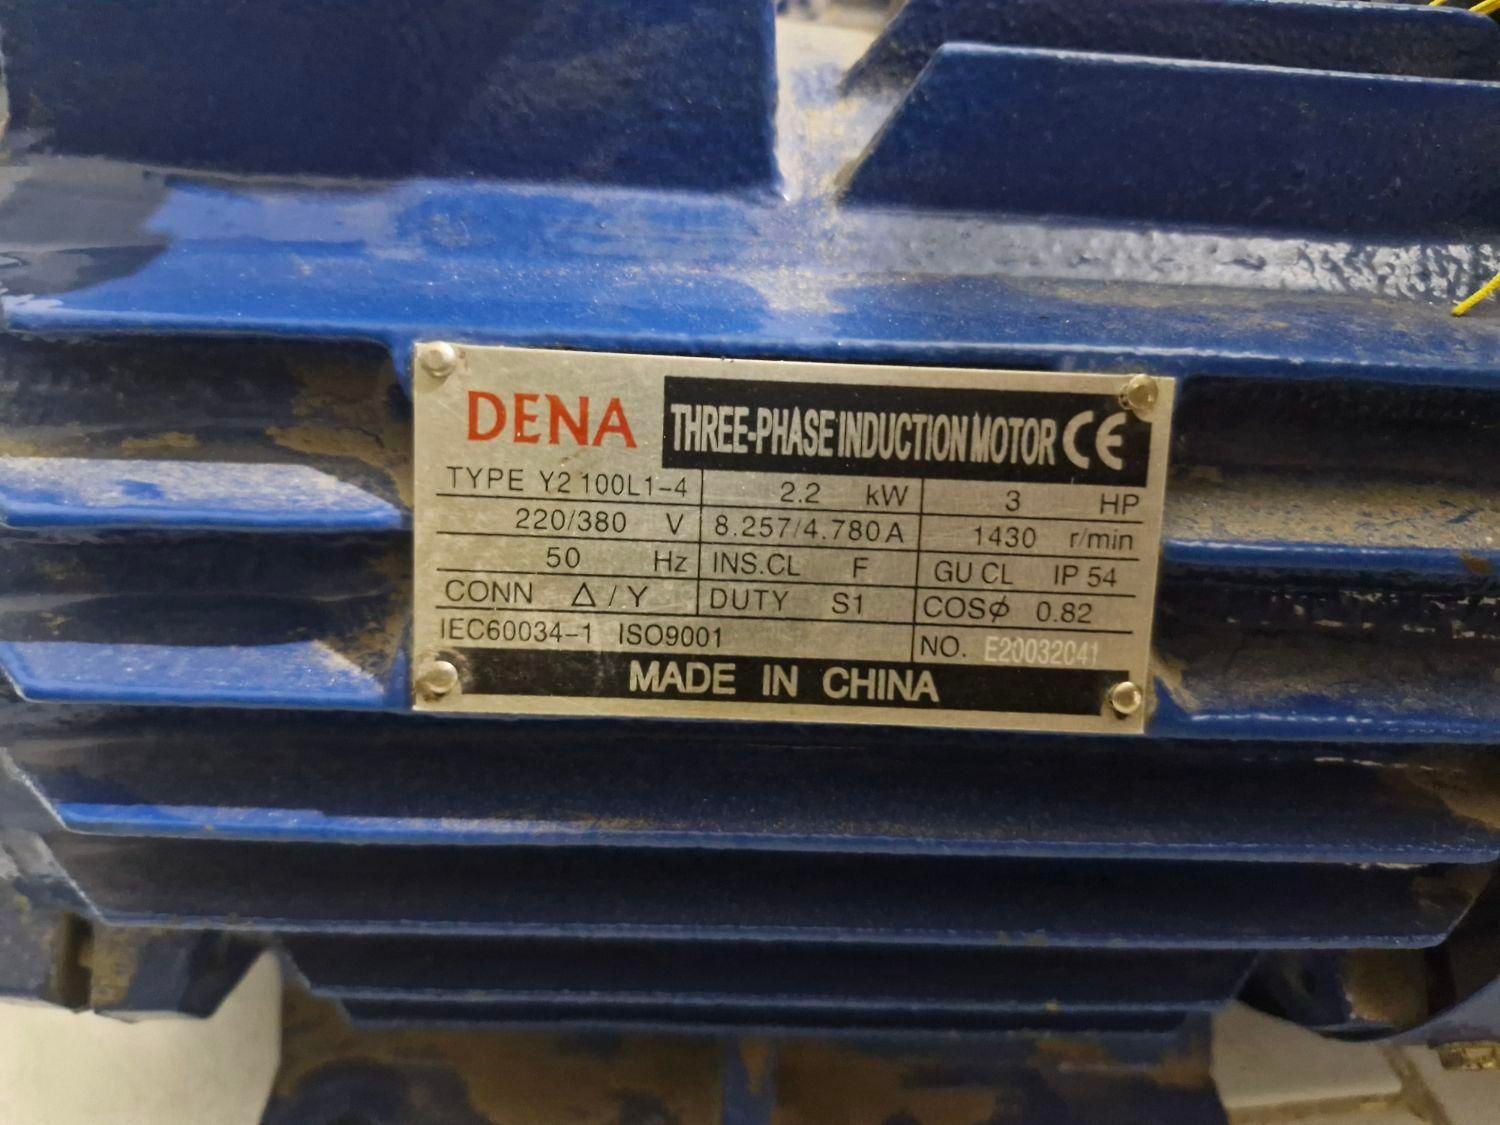 DENA THREE-PHASE INDUCTION MOTOR CE
TYPE Y2 100L1-4 2.2 kW 3 HP
220/380 V 8.257/4.780 A 1430 r/min
50 Hz INS.CL F GU CL IP 54
CONN Δ / Y DUTY S1 COSϕ 0.82
IEC60034-1 ISO9001 NO. E20032041
MADE IN CHINA